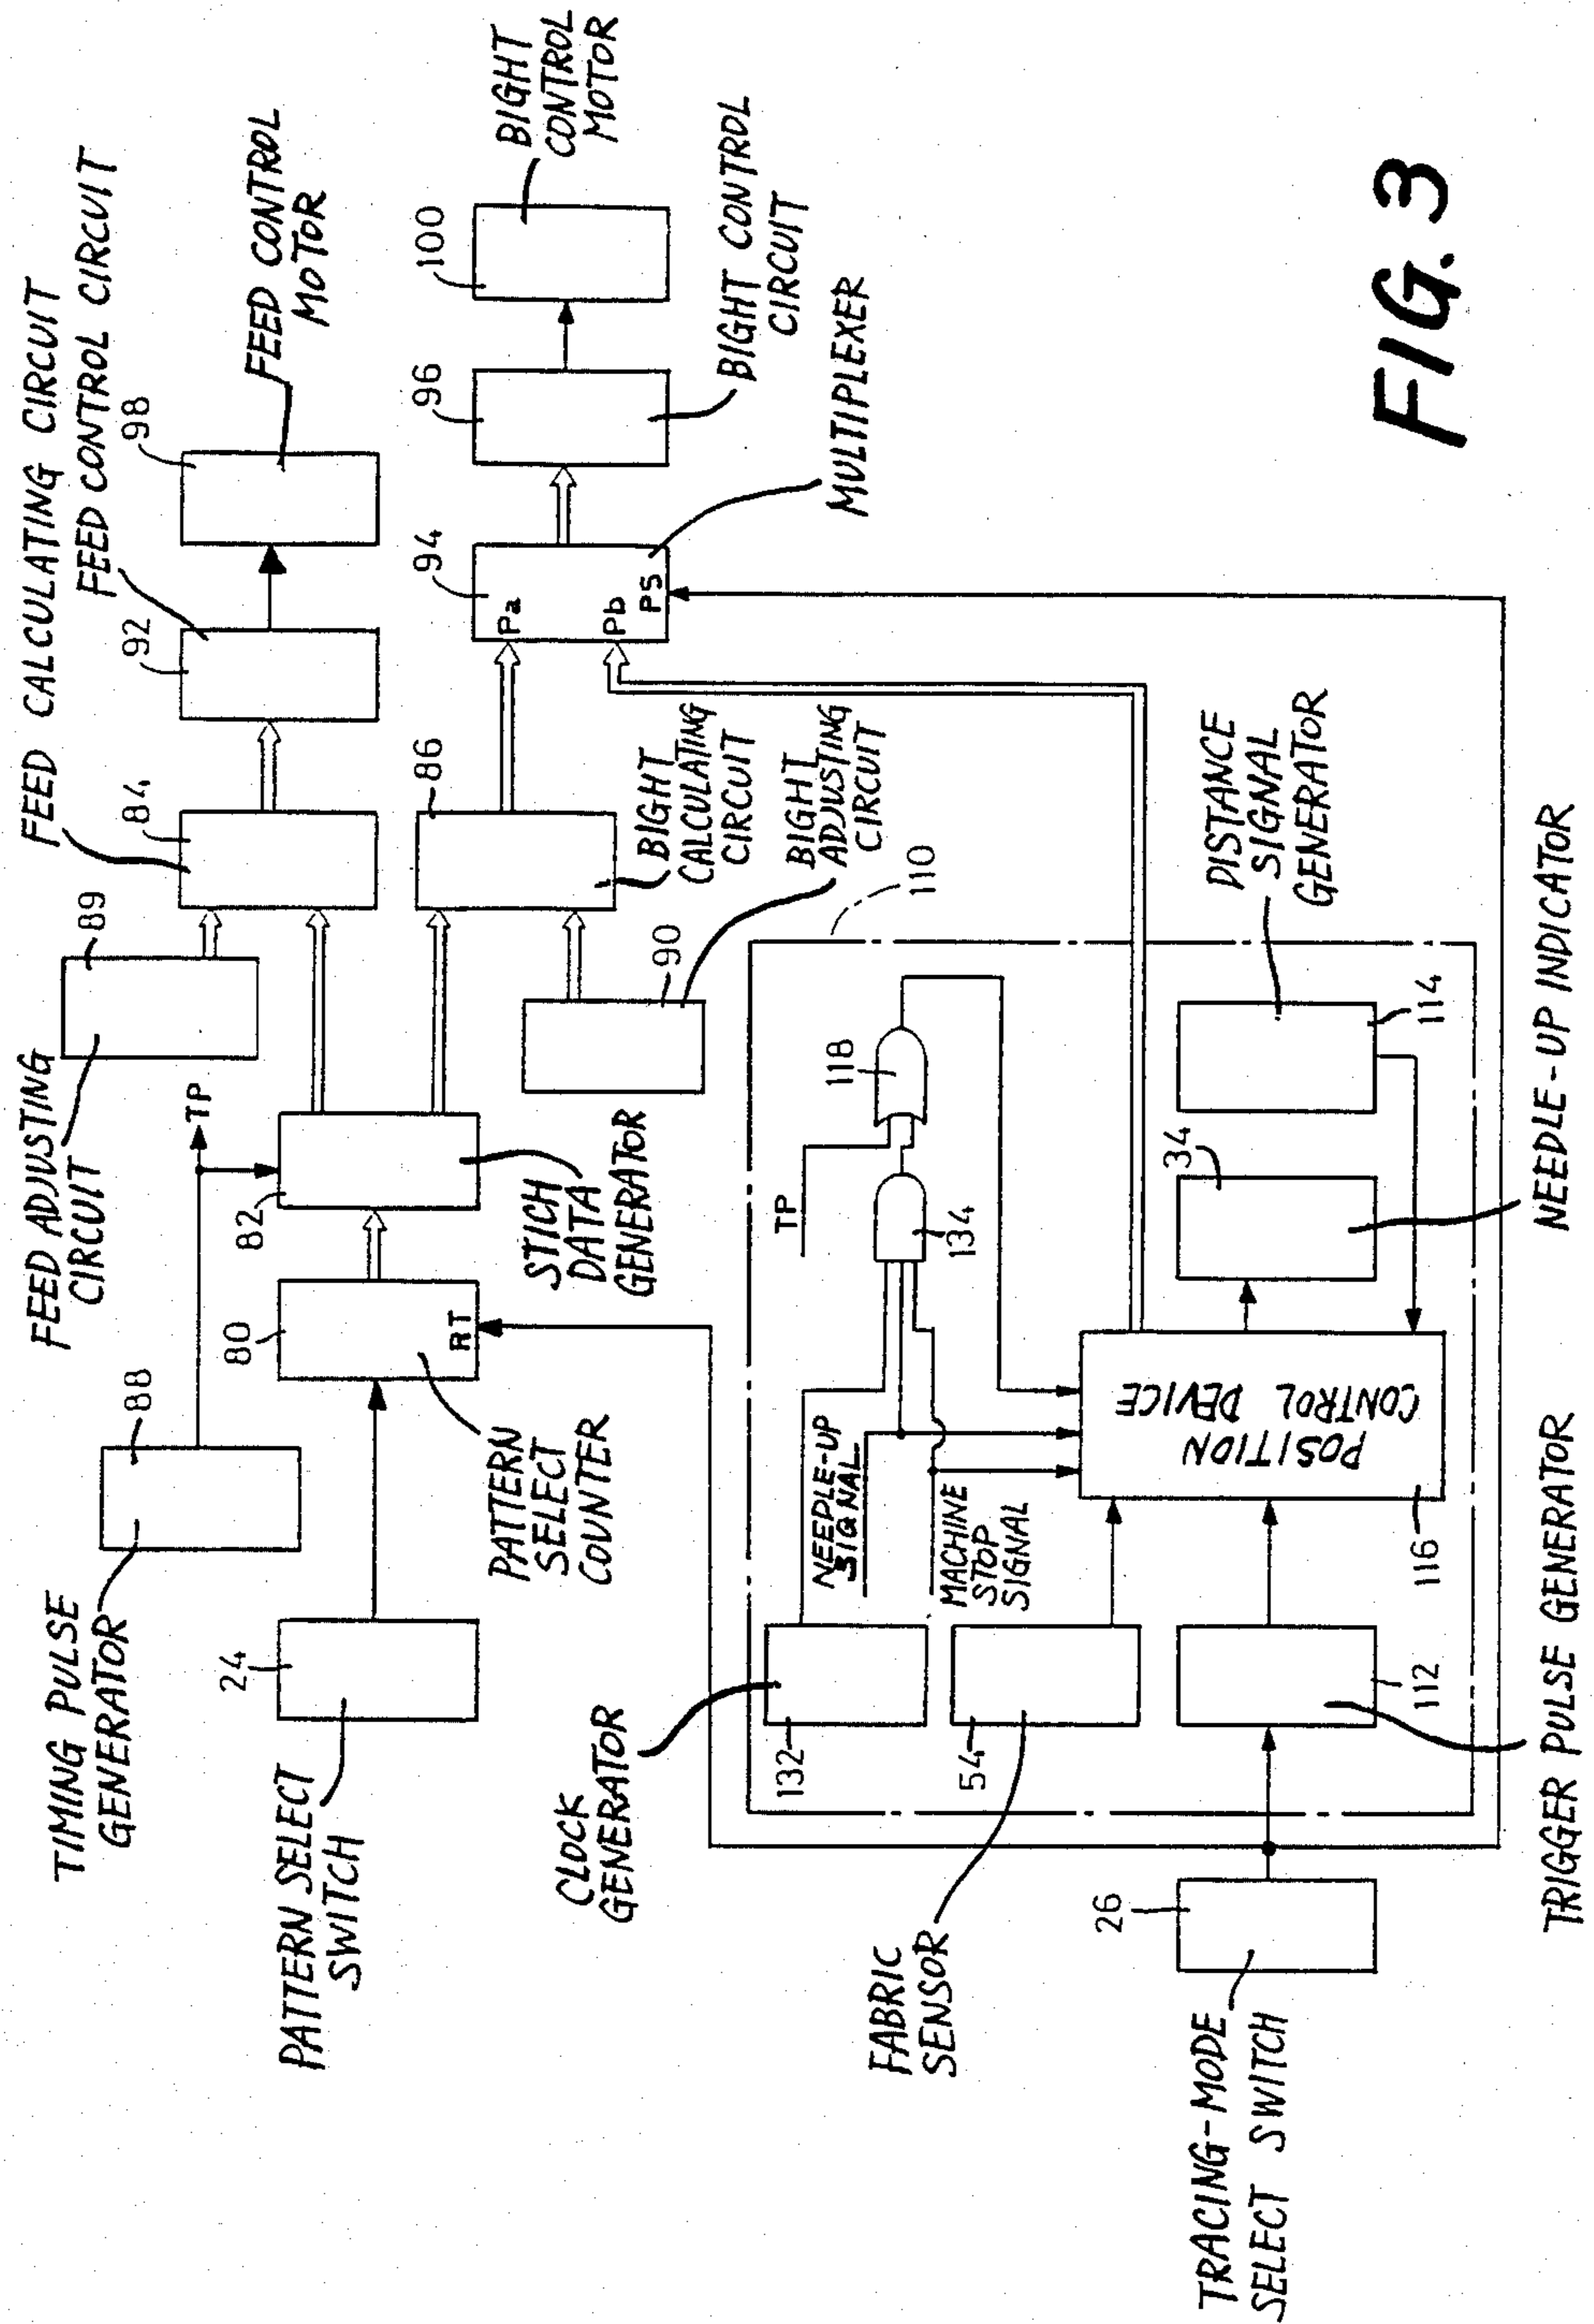 TIMING PULSE
GENERATOR
88
FEED ADJUSTING
CIRCUIT
89
TP
FEED CALCULATING CIRCUIT
84
FEED CONTROL CIRCUIT
92
98
FEED CONTROL
MOTOR
PATTERN SELECT
SWITCH
24
80
RT
PATTERN
SELECT
COUNTER
82
STICH
DATA
GENERATOR
86
BIGHT
CALCULATING
CIRCUIT
90
BIGHT
ADJUSTING
CIRCUIT
94
Pa
Pb
PS
MULTIPLEXER
96
BIGHT CONTROL
CIRCUIT
100
BIGHT
CONTROL
MOTOR
110
CLOCK
GENERATOR
132
NEEPLE-UP
SIGNAL
MACHINE
STOP
SIGNAL
TP
134
118
FABRIC
SENSOR
54
TRACING-MODE
SELECT SWITCH
26
112
TRIGGER PULSE GENERATOR
POSITION
CONTROL DEVICE
116
34
NEEDLE-UP INDICATOR
114
DISTANCE
SIGNAL
GENERATOR
FIG. 3